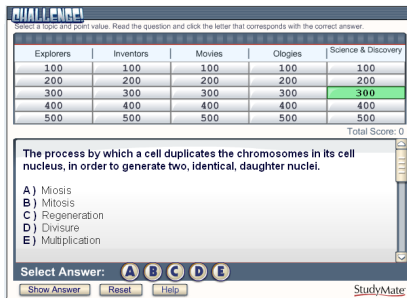 CHALLENGE!
Select a topic and point value. Read the question and click the letter that corresponds with the correct answer.
Explorers Inventors Movies Ologies Science & Discovery
100 100 100 100 100
200 200 200 200 200
300 300 300 300 300
400 400 400 400 400
500 500 500 500 500
Total Score: 0
The process by which a cell duplicates the chromosomes in its cell
nucleus, in order to generate two, identical, daughter nuclei.
A ) Miosis
B ) Mitosis
C ) Regeneration
D ) Divisure
E ) Multiplication
Select Answer: A B C D E
Show Answer Reset Help StudyMate